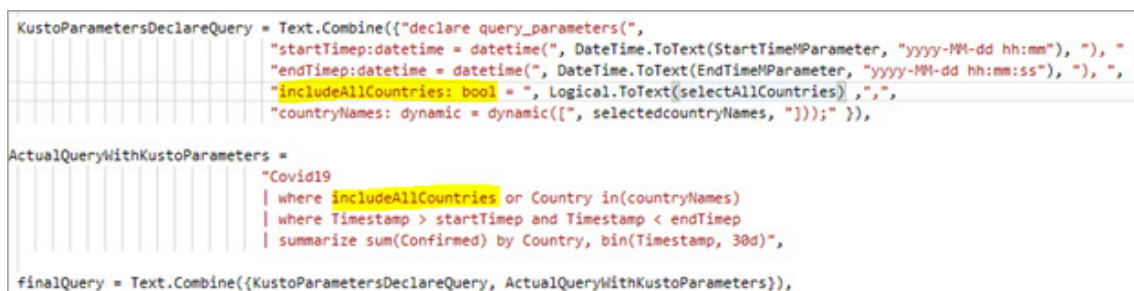 KustoParametersDeclareQuery = Text.Combine({"declare query_parameters(",
"startTimep:datetime = datetime(", DateTime.ToText(StartTimeMParameter, "yyyy-MM-dd hh:mm"), "), "
"endTimep:datetime = datetime(", DateTime.ToText(EndTimeMParameter, "yyyy-MM-dd hh:mm:ss"), "), ",
"includeAllCountries: bool = ", Logical.ToText(selectAllCountries) ,",",
"countryNames: dynamic = dynamic([", selectedcountryNames, "]));" }),
ActualQueryWithKustoParameters =
"Covid19
| where includeAllCountries or Country in(countryNames)
| where Timestamp > startTimep and Timestamp < endTimep
| summarize sum(Confirmed) by Country, bin(Timestamp, 30d)",
finalQuery = Text.Combine({KustoParametersDeclareQuery, ActualQueryWithKustoParameters}),